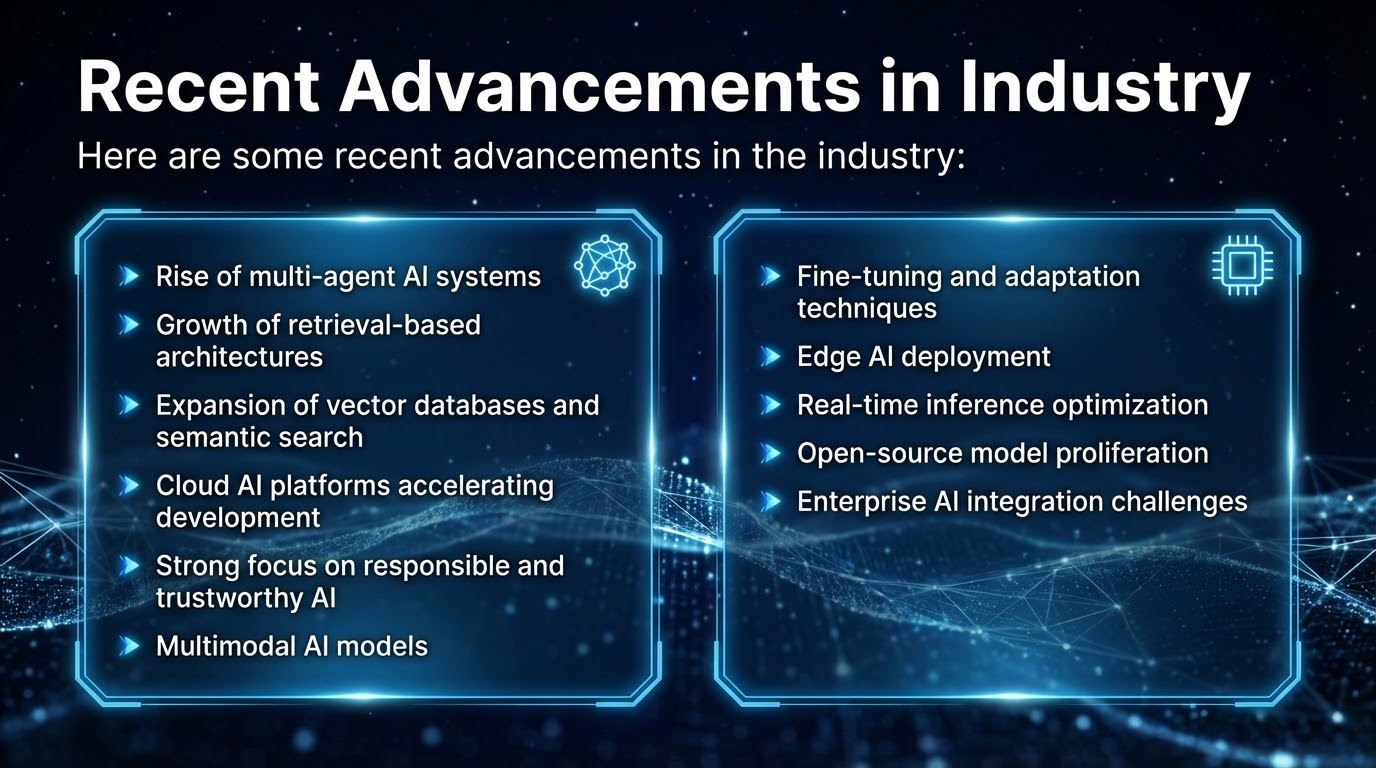 Recent Advancements in Industry
Here are some recent advancements in the industry:
Rise of multi-agent AI systems
Growth of retrieval-based
architectures
Expansion of vector databases and
semantic search
Cloud AI platforms accelerating
development
Strong focus on responsible and
trustworthy AI
Multimodal AI models
Fine-tuning and adaptation
techniques
Edge AI deployment
Real-time inference optimization
Open-source model proliferation
Enterprise AI integration challenges